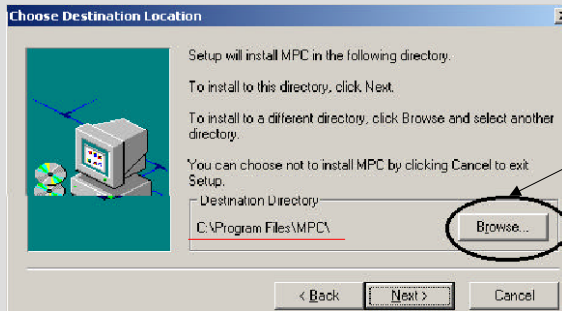 Choose Destination Location
Setup will install MPC in the following directory.
To install to this directory, click Next.
To install to a different directory, click Browse and select another
directory.
You can choose not to install MPC by clicking Cancel to exit
Setup.
Destination Directory
C:\Program Files\MPC\
Browse...
< Back
Next >
Cancel